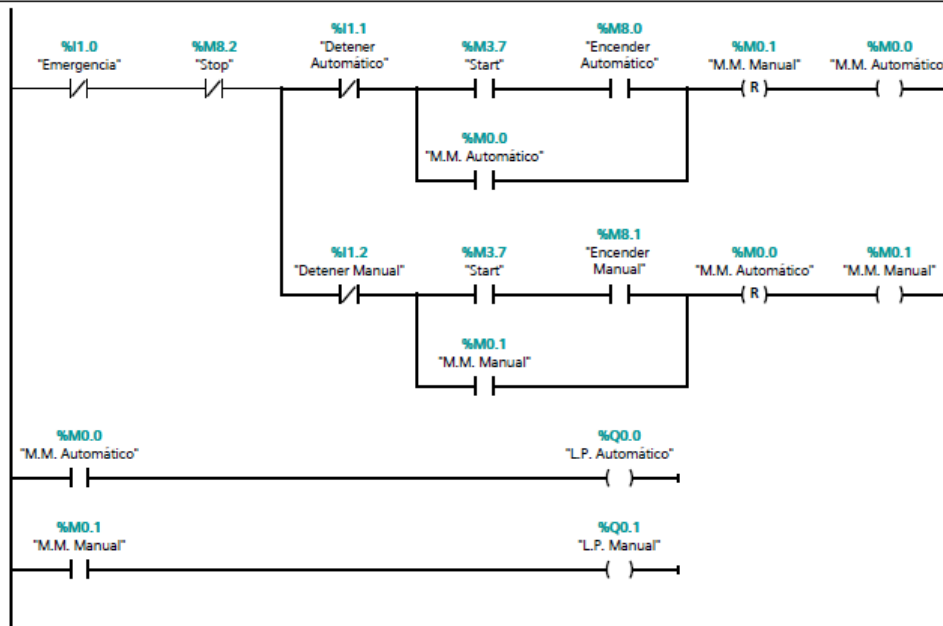 %I1.0
"Emergencia"
%M8.2
"Stop"
%I1.1
"Detener
Automático"
%M3.7
"Start"
%M8.0
"Encender
Automático"
%M0.1
"M.M. Manual"
R
%M0.0
"M.M. Automático
%M0.0
"M.M. Automático"
%I1.2
"Detener Manual"
%M3.7
"Start"
%M8.1
"Encender
Manual"
%M0.0
"M.M. Automático"
R
%M0.1
"M.M. Manual"
%M0.1
"M.M. Manual"
%M0.0
"M.M. Automático"
%Q0.0
"L.P. Automático"
%M0.1
"M.M. Manual"
%Q0.1
"L.P. Manual"